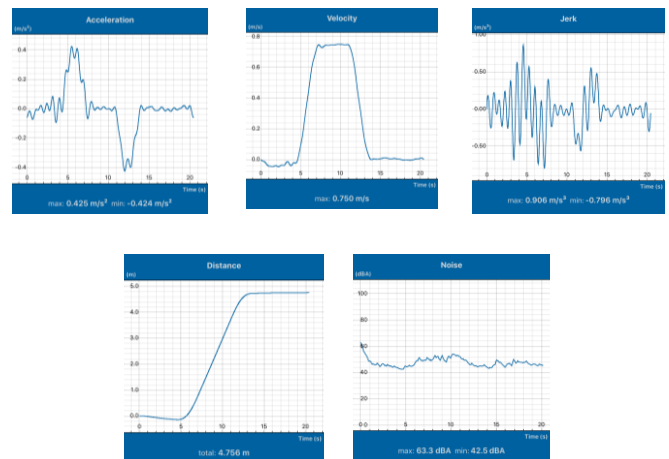 Acceleration
(m/s²)
0.4
0.2
0.0
-0.2
-0.4
0 5 10 15 20
Time (s)
max: 0.425 m/s² min: -0.424 m/s²
Velocity
(m/s)
0.8
0.6
0.4
0.2
0.0
0 5 10 15 20
Time (s)
max: 0.750 m/s
Jerk
(m/s³)
1.00
0.50
0.0
-0.50
0 5 10 15 20
Time (s)
max: 0.906 m/s³ min: -0.796 m/s³
Distance
(m)
5.0
4.0
3.0
2.0
1.0
0.0
0 5 10 15 20
Time (s)
total: 4.756 m
Noise
(dBA)
100
80
60
40
0 5 10 15 20
Time (s)
max: 63.3 dBA min: 42.5 dBA